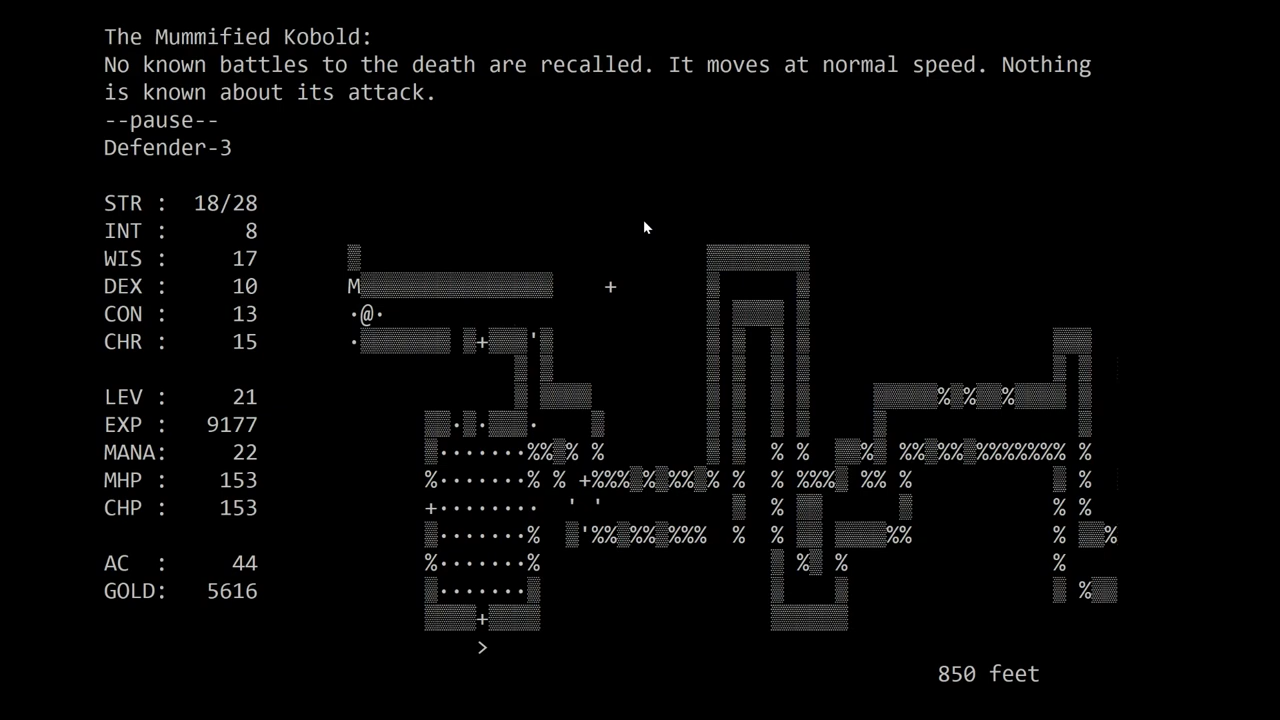 The Mummified Kobold:
No known battles to the death are recalled. It moves at normal speed. Nothing
is known about its attack.
--pause--
Defender-3
STR : 18/28
INT : 8
WIS : 17
DEX : 10
CON : 13
CHR : 15
LEV : 21
EXP : 9177
MANA: 22
MHP : 153
CHP : 153
AC : 44
GOLD: 5616
850 feet